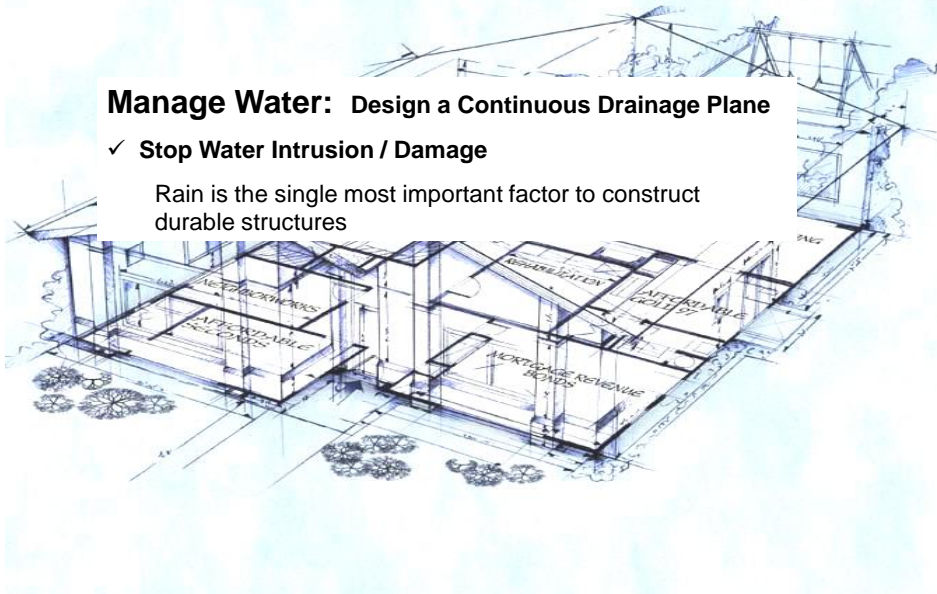 Manage Water: Design a Continuous Drainage Plane
✓ Stop Water Intrusion / Damage
Rain is the single most important factor to construct
durable structures
REHABILITATION
NEIGHBORWORKS
AFFORDABLE
GOLD 97
AFFORDABLE
SECONDS
MORTGAGE REVENUE
BONDS